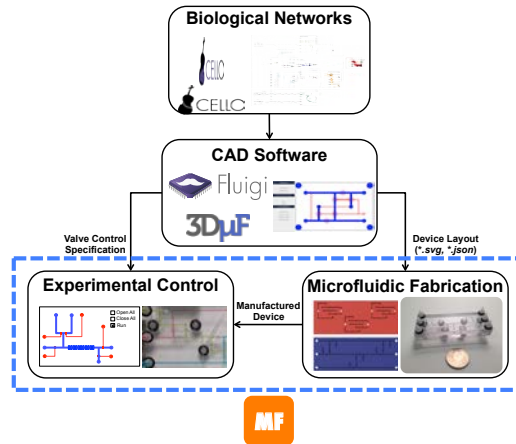 Biological Networks
CELLO
CELLO
CAD Software
Fluigi
3DμF
Valve Control
Specification
Device Layout
(*.svg, *.json)
Experimental Control
Open All
Close All
Run
Manufactured
Device
Microfluidic Fabrication
MF